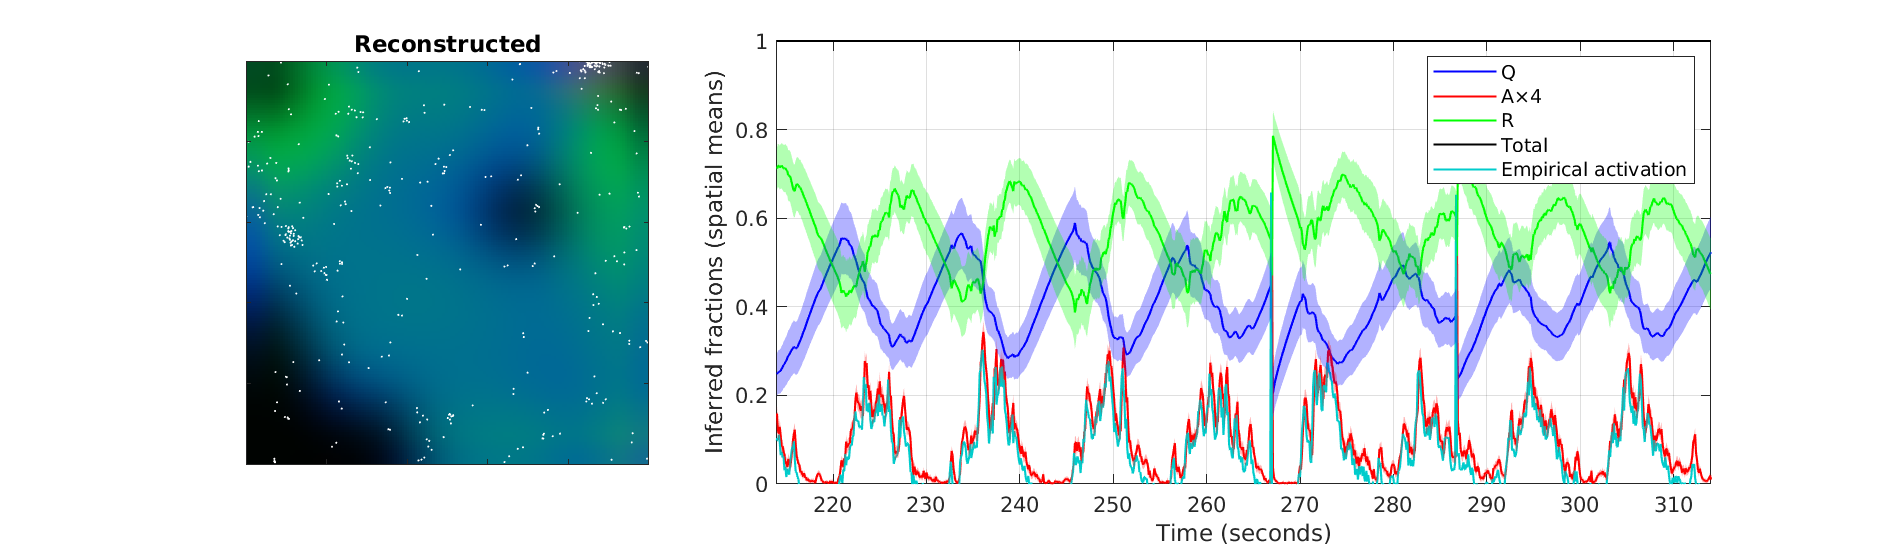 Reconstructed
Inferred fractions (spatial means)
1
0.8
0.6
0.4
0.2
0
Q
A×4
R
Total
Empirical activation
220 230 240 250 260 270 280 290 300 310
Time (seconds)